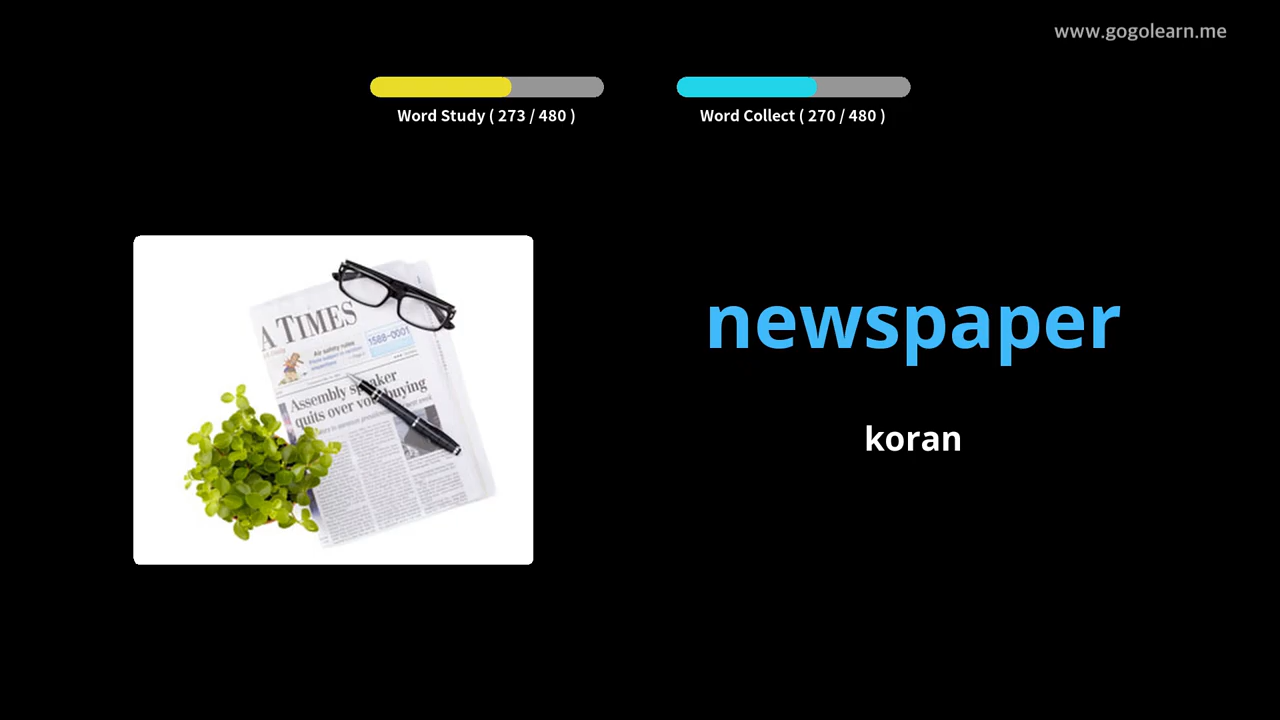 www.gogolearn.me
Word Study ( 273 / 480 )
Word Collect ( 270 / 480 )
A TIMES
Air safety rules
1588-0001
Assembly speaker
quits over vote buying
newspaper
koran